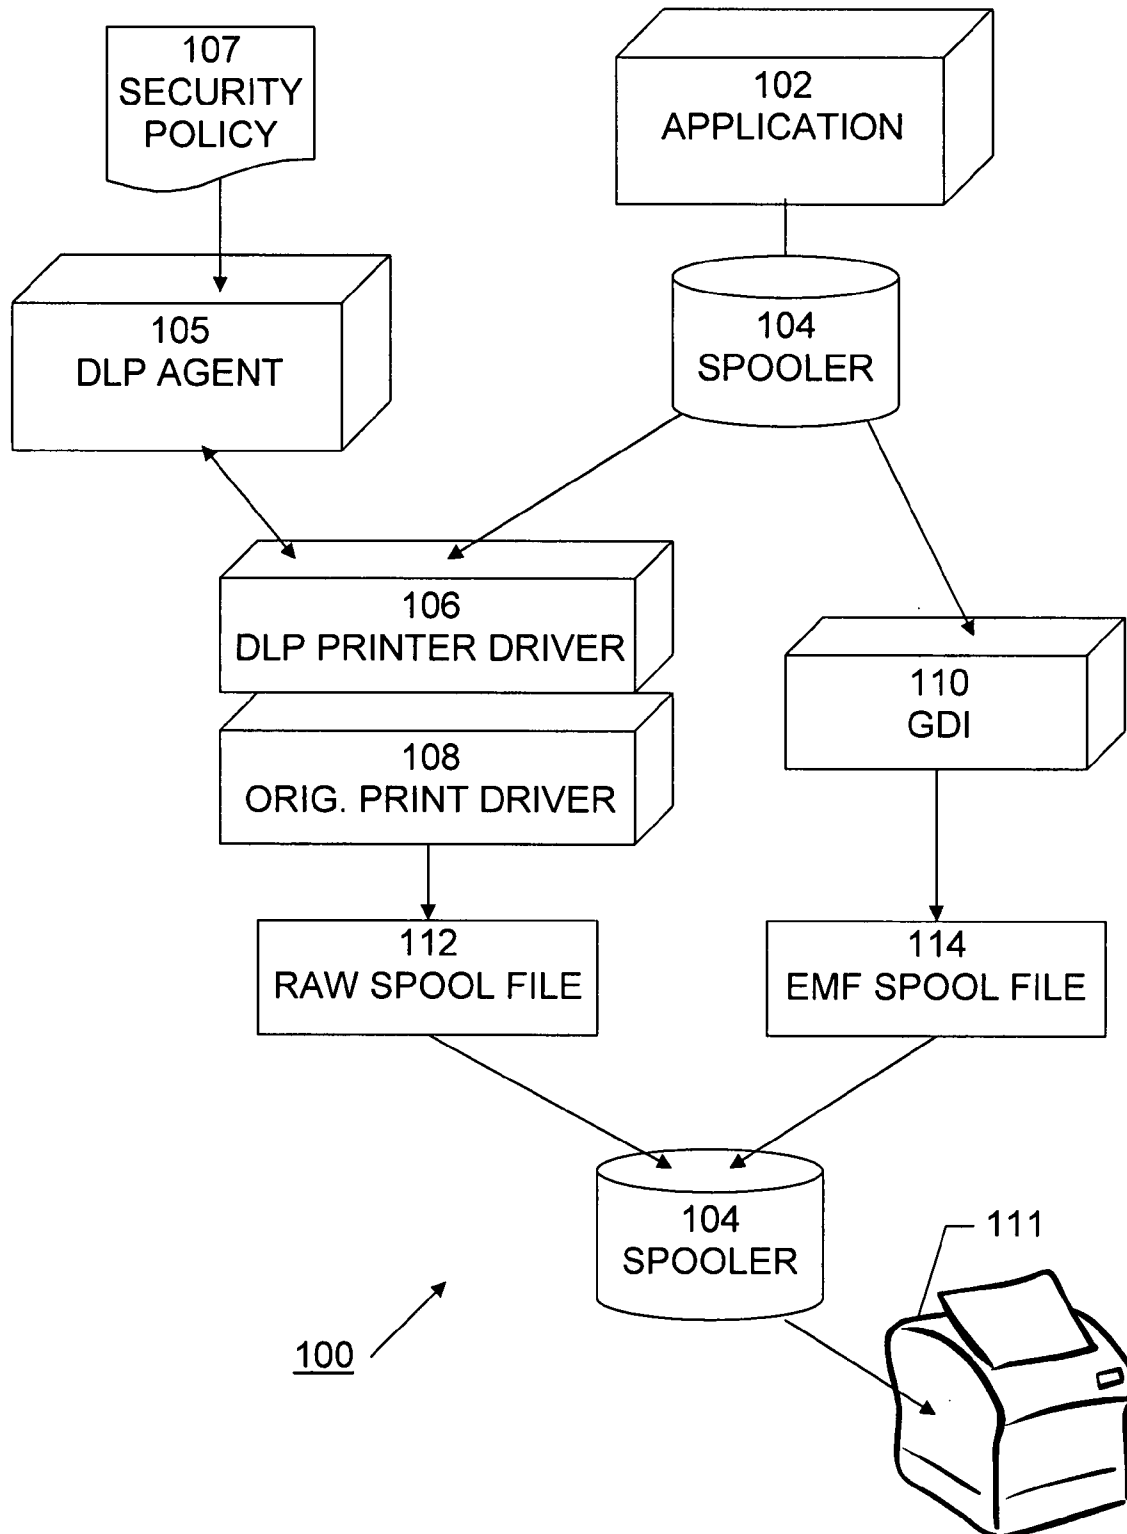 107
SECURITY
POLICY
102
APPLICATION
105
DLP AGENT
104
SPOOLER
106
DLP PRINTER DRIVER
110
GDI
108
ORIG. PRINT DRIVER
112
RAW SPOOL FILE
114
EMF SPOOL FILE
104
SPOOLER
111
100